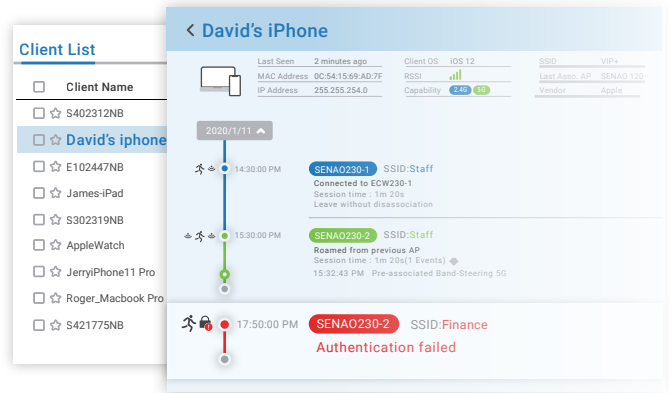 Client List
Client Name
S402312NB
David's iphone
E102447NB
James-iPad
S302319NB
AppleWatch
JerryiPhone11 Pro
Roger_Macbook Pro
S421775NB
David's iPhone
Last Seen 2 minutes ago
MAC Address 0C:54:15:69:AD:7F
IP Address 255.255.254.0
Client OS iOS 12
RSSI
Capability 2.4G 5G
SSID VIP+
Last Asso. AP SENAO 120
Vendor Apple
2020/1/11
14:30:00 PM SENAO230-1 SSID:Staff
Connected to ECW230-1
Session time : 1m 20s
Leave without disassociation
15:30:00 PM SENAO230-2 SSID:Staff
Roamed from previous AP
Session time : 1m 20s(1 Events)
15:32:43 PM Pre-associated Band-Steering 5G
17:50:00 PM SENAO230-2 SSID:Finance
Authentication failed